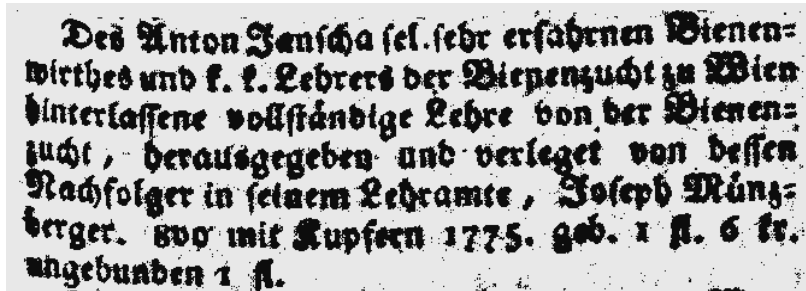 Des Anton Janscha sel. sehr erfahrnen Bienen=
wirthes und k. k. Lehrers der Bienenzucht zu Wien
hinterlassene vollständige Lehre von der Bienen=
zucht, herausgegeben und verleget von dessen
Nachfolger in seinem Lehramte, Joseph Münz=
berger. 8vo mit Kupfern 1775. geb. 1 fl. 6 kr.
ungebunden 1 fl.